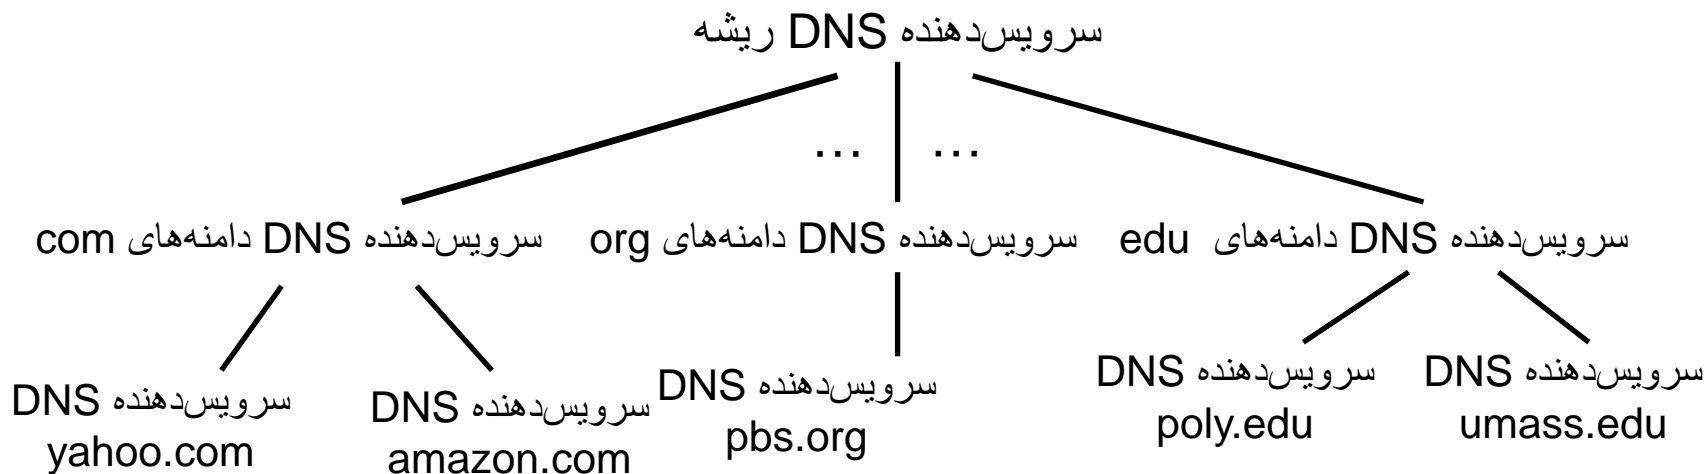 سرویس‌دهنده DNS ریشه
… …
سرویس‌دهنده DNS دامنه‌های com
سرویس‌دهنده DNS دامنه‌های org
سرویس‌دهنده DNS دامنه‌های edu
سرویس‌دهنده DNS
yahoo.com
سرویس‌دهنده DNS
amazon.com
سرویس‌دهنده DNS
pbs.org
سرویس‌دهنده DNS
poly.edu
سرویس‌دهنده DNS
umass.edu